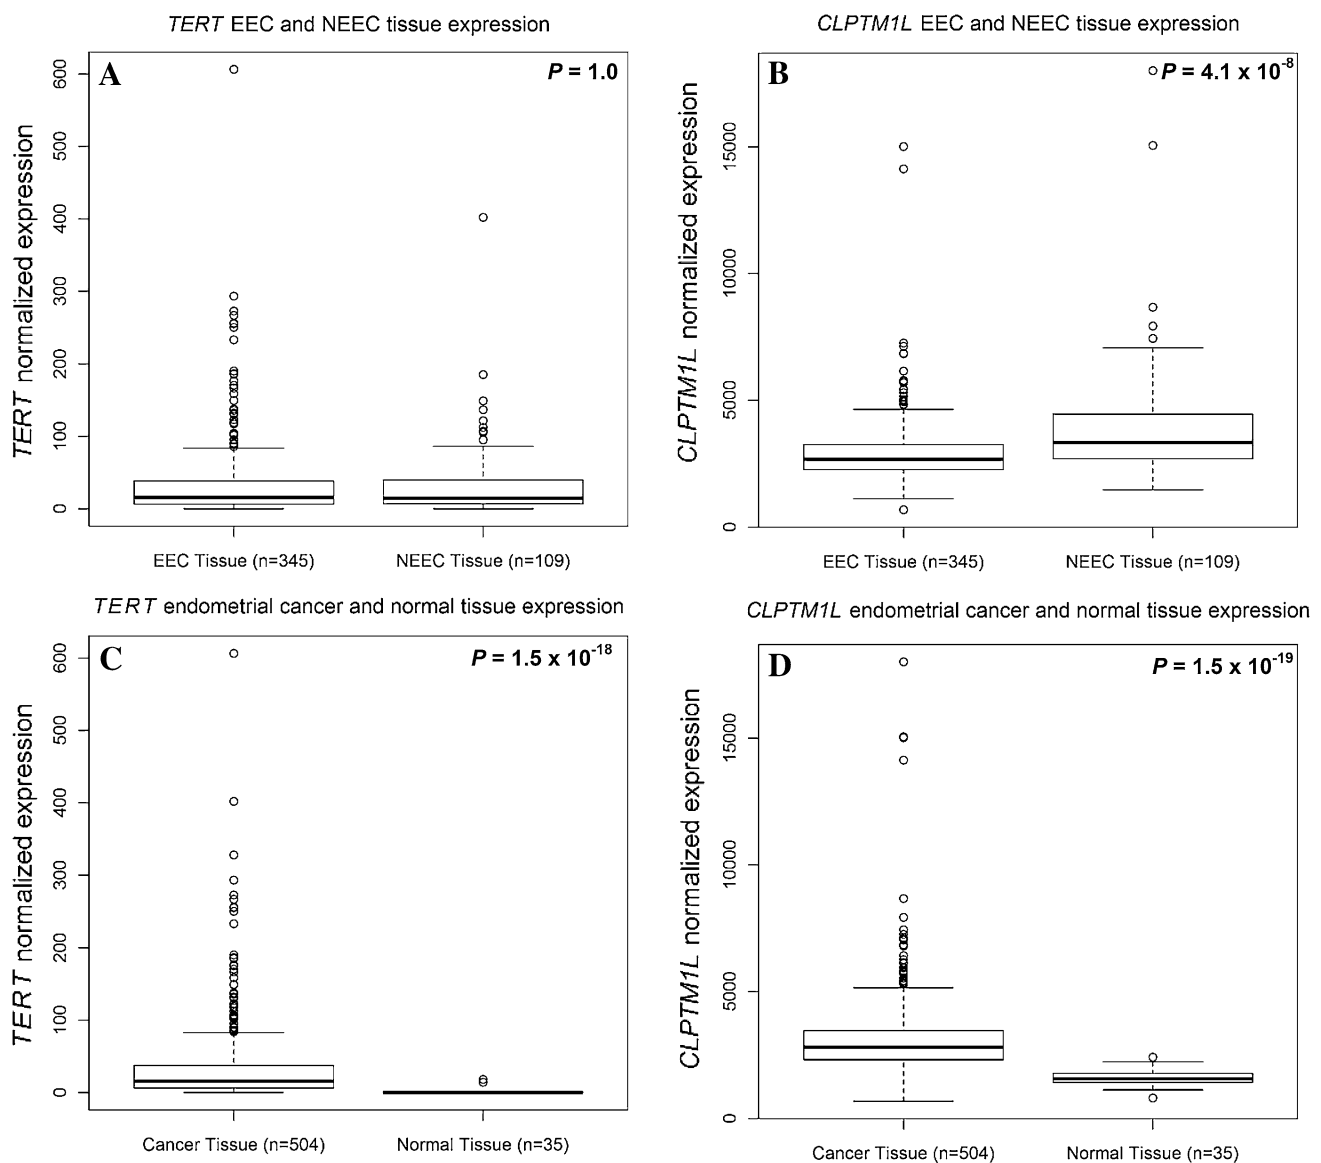 TERT EEC and NEEC tissue expression
A
P = 1.0
TERT normalized expression
600
500
400
300
200
100
0
EEC Tissue (n=345)
NEEC Tissue (n=109)
CLPTM1L EEC and NEEC tissue expression
B
P = 4.1 x 10⁻⁸
CLPTM1L normalized expression
15000
10000
5000
0
EEC Tissue (n=345)
NEEC Tissue (n=109)
TERT endometrial cancer and normal tissue expression
C
P = 1.5 x 10⁻¹⁸
TERT normalized expression
600
500
400
300
200
100
0
Cancer Tissue (n=504)
Normal Tissue (n=35)
CLPTM1L endometrial cancer and normal tissue expression
D
P = 1.5 x 10⁻¹⁹
CLPTM1L normalized expression
15000
10000
5000
0
Cancer Tissue (n=504)
Normal Tissue (n=35)